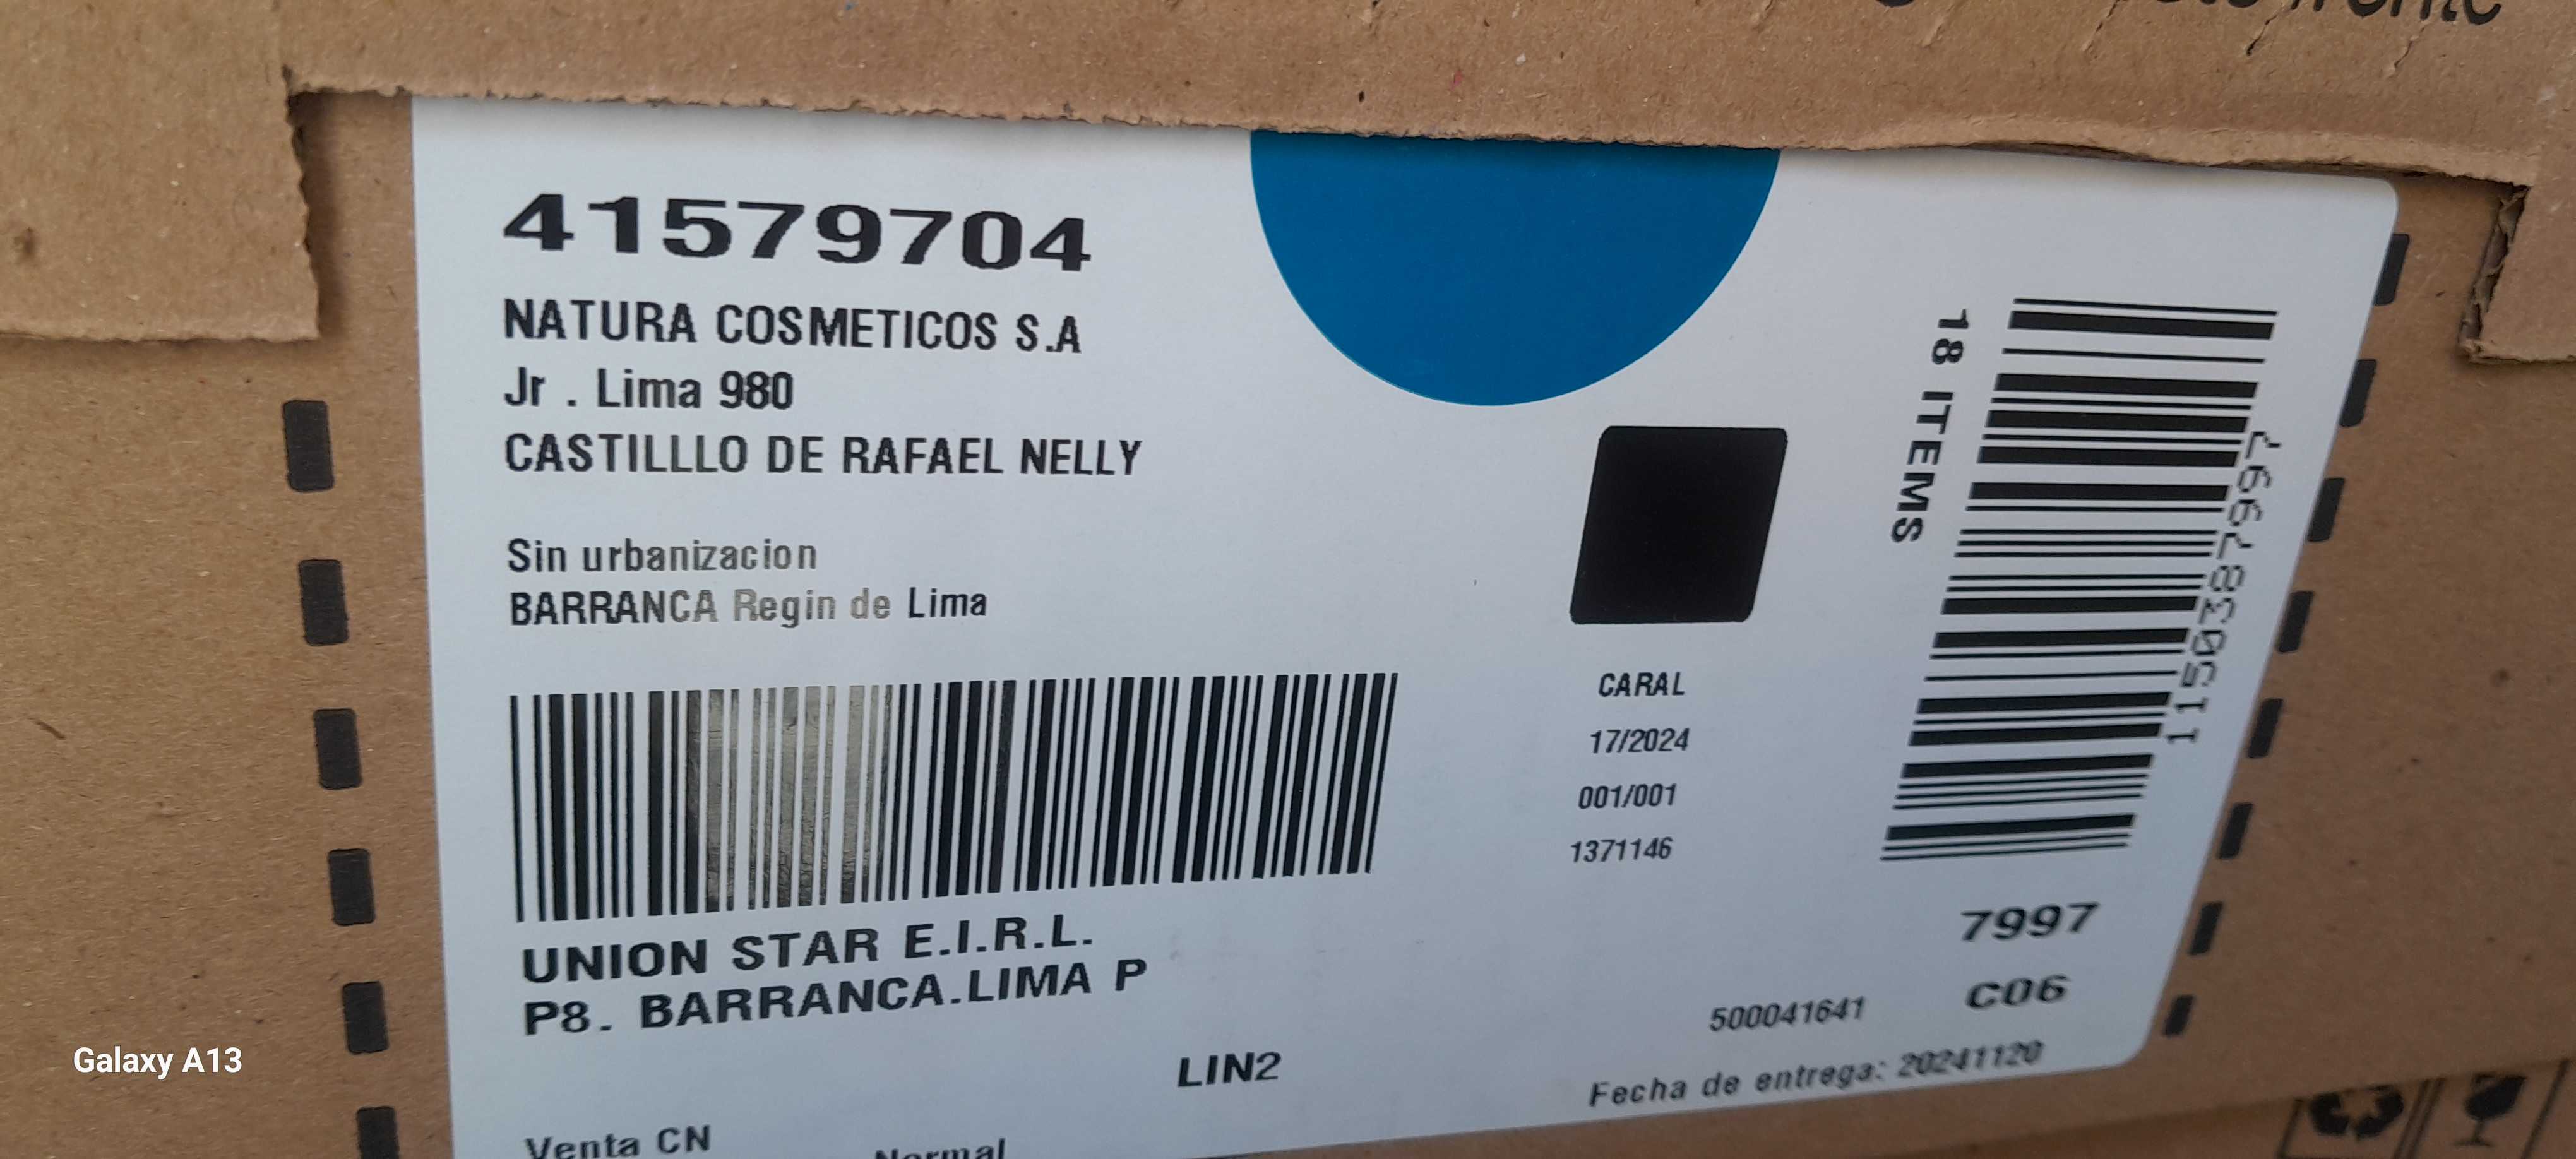 41579704
NATURA COSMETICOS S.A
Jr . Lima 980
CASTILLLO DE RAFAEL NELLY
Sin urbanizacion
BARRANCA Regin de Lima
UNION STAR E.I.R.L.
P8. BARRANCA.LIMA P
LIN2
Venta CN
Normal
CARAL
17/2024
001/001
1371146
18 ITEMS
1150387997
7997
C06
500041641
Fecha de entrega: 20241120
Galaxy A13